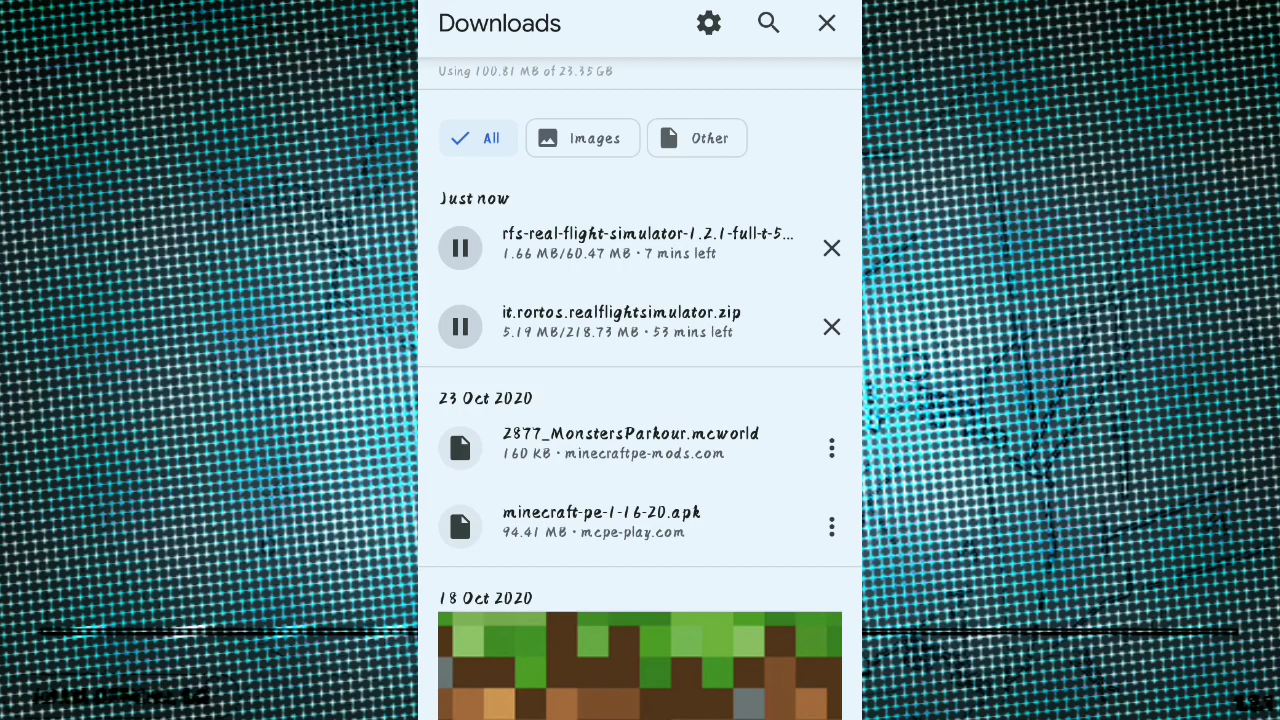 Downloads
Using 100.81 MB of 23.35 GB
All
Images
Other
Just now
rfs-real-flight-simulator-1.2.1-full-t-5...
1.66 MB/60.47 MB • 7 mins left
it.rortos.realflightsimulator.zip
5.19 MB/218.73 MB • 53 mins left
23 Oct 2020
2877_MonstersParkour.mcworld
160 KB • minecraftpe-mods.com
minecraft-pe-1-16-20.apk
94.41 MB • mcpe-play.com
18 Oct 2020